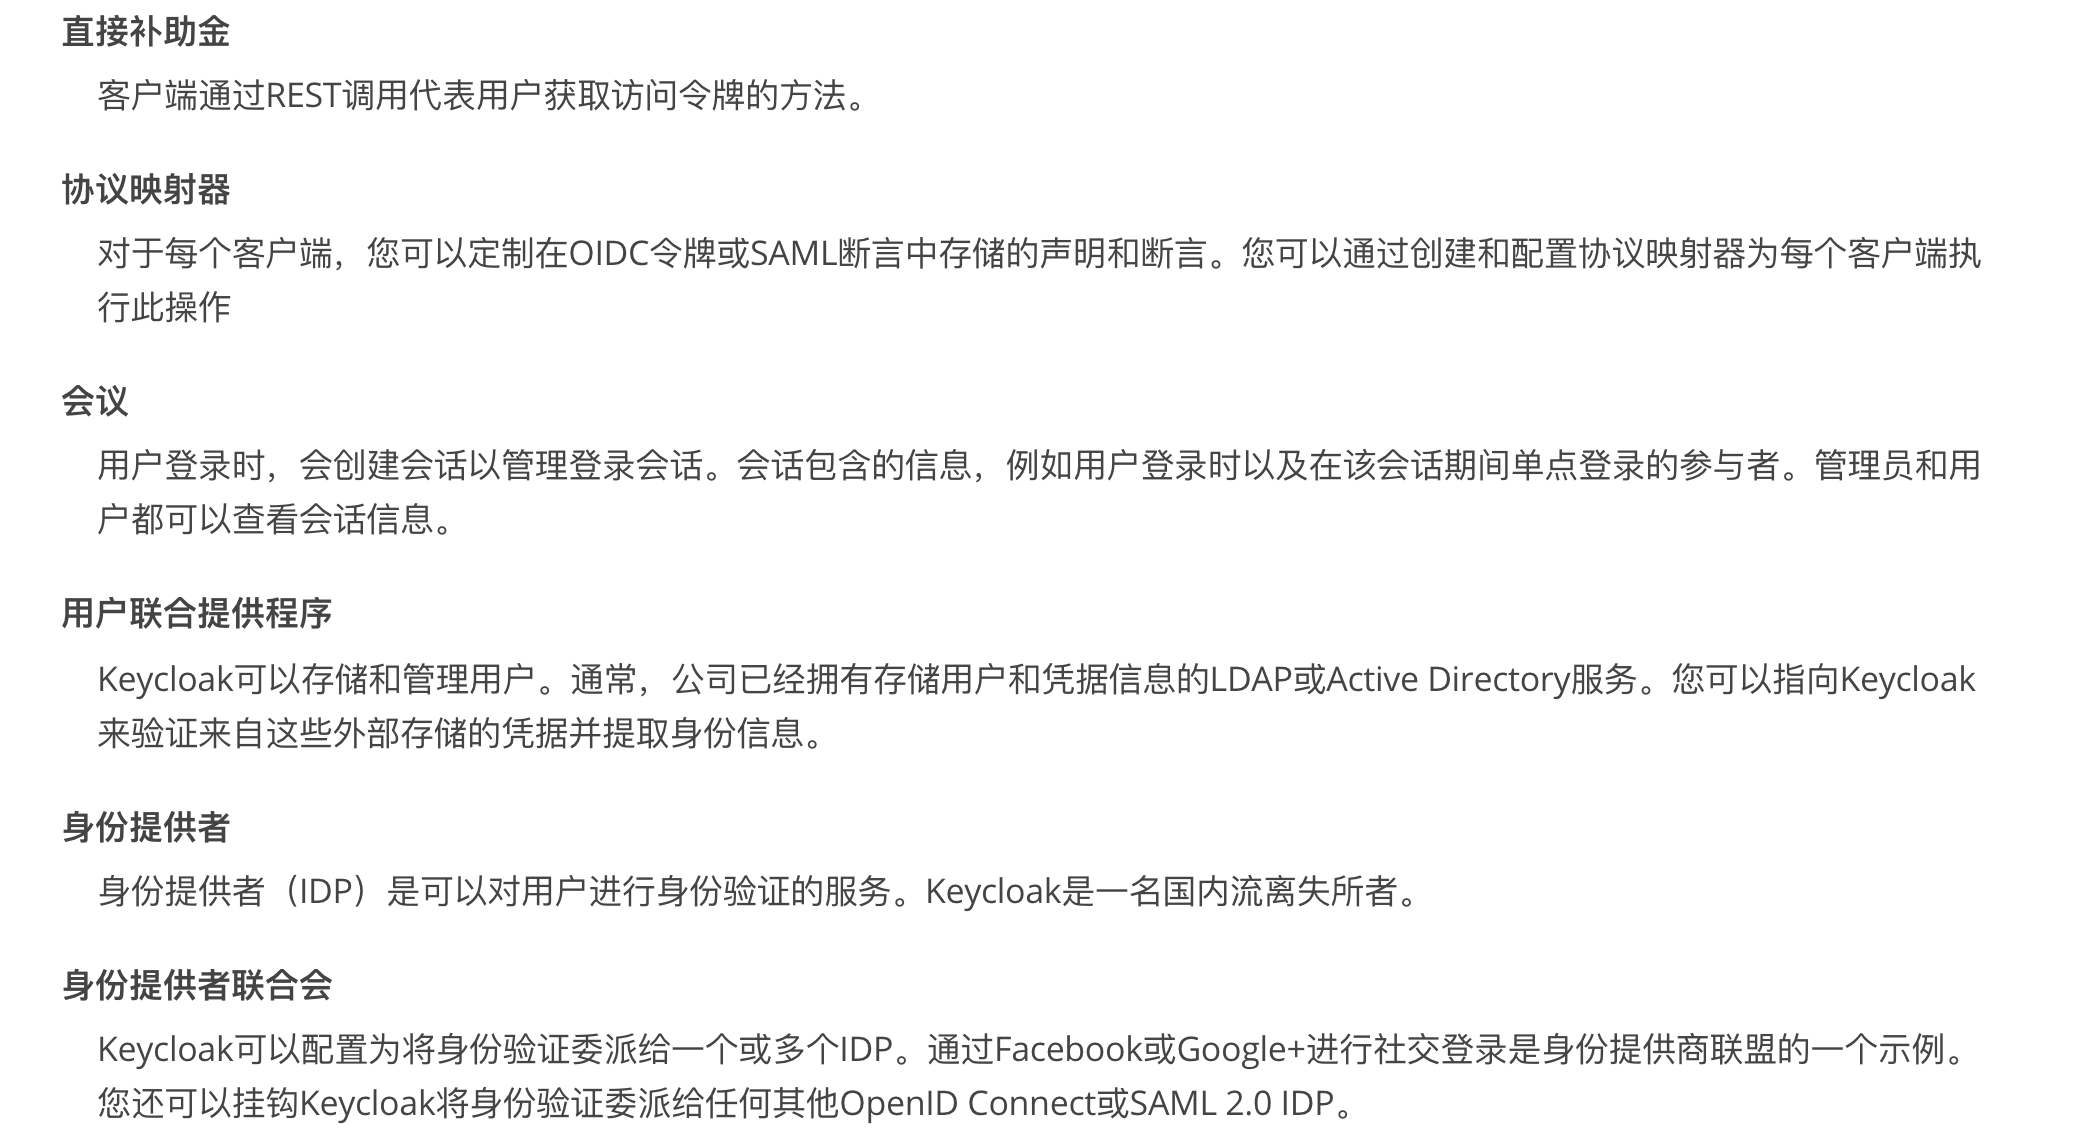 直接补助金
客户端通过REST调用代表用户获取访问令牌的方法。
协议映射器
对于每个客户端，您可以定制在OIDC令牌或SAML断言中存储的声明和断言。您可以通过创建和配置协议映射器为每个客户端执
行此操作
会议
用户登录时，会创建会话以管理登录会话。会话包含的信息，例如用户登录时以及在该会话期间单点登录的参与者。管理员和用
户都可以查看会话信息。
用户联合提供程序
Keycloak可以存储和管理用户。通常，公司已经拥有存储用户和凭据信息的LDAP或Active Directory服务。您可以指向Keycloak
来验证来自这些外部存储的凭据并提取身份信息。
身份提供者
身份提供者（IDP）是可以对用户进行身份验证的服务。Keycloak是一名国内流离失所者。
身份提供者联合会
Keycloak可以配置为将身份验证委派给一个或多个IDP。通过Facebook或Google+进行社交登录是身份提供商联盟的一个示例。
您还可以挂钩Keycloak将身份验证委派给任何其他OpenID Connect或SAML 2.0 IDP。